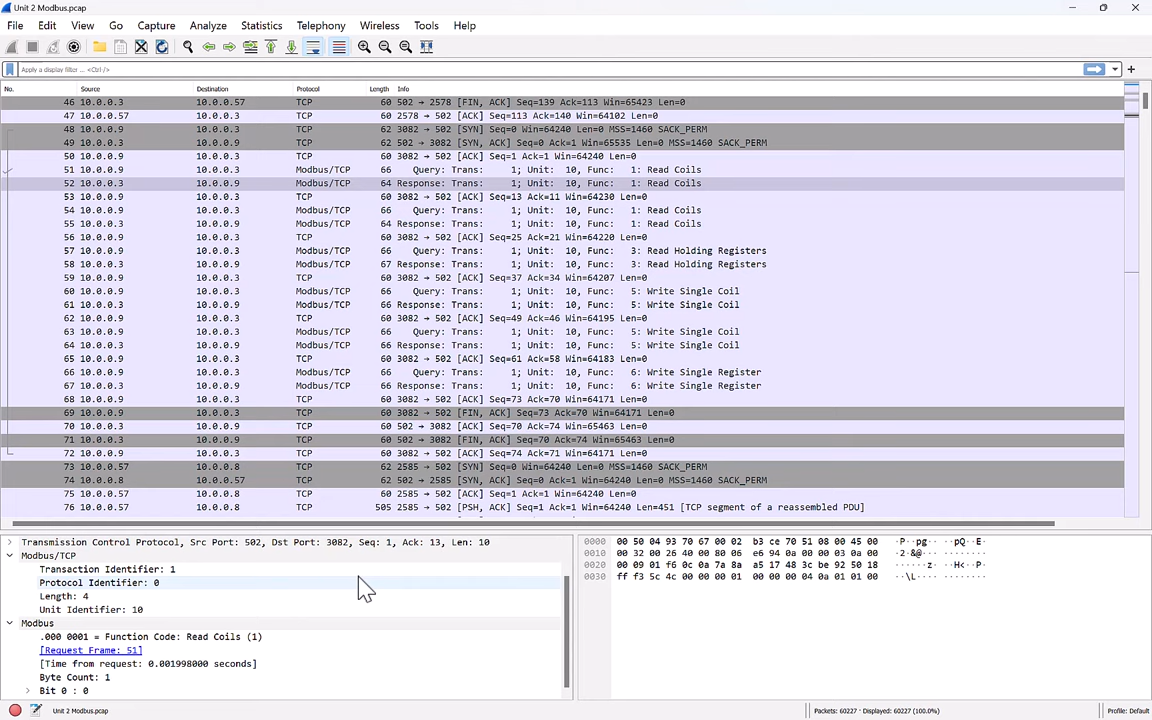 Unit 2 Modbus.pcap
File Edit View Go Capture Analyze Statistics Telephony Wireless Tools Help
Apply a display filter ... <Ctrl-/>
No. Source Destination Protocol Length Info
46 10.0.0.3 10.0.0.57 TCP 60 502 → 2578 [FIN, ACK] Seq=139 Ack=113 Win=65423 Len=0
47 10.0.0.57 10.0.0.3 TCP 60 2578 → 502 [ACK] Seq=113 Ack=140 Win=64102 Len=0
48 10.0.0.9 10.0.0.3 TCP 62 3082 → 502 [SYN] Seq=0 Win=64240 Len=0 MSS=1460 SACK_PERM
49 10.0.0.3 10.0.0.9 TCP 62 502 → 3082 [SYN, ACK] Seq=0 Ack=1 Win=65535 Len=0 MSS=1460 SACK_PERM
50 10.0.0.9 10.0.0.3 TCP 60 3082 → 502 [ACK] Seq=1 Ack=1 Win=64240 Len=0
51 10.0.0.9 10.0.0.3 Modbus/TCP 66 Query: Trans: 1; Unit: 10, Func: 1: Read Coils
52 10.0.0.3 10.0.0.9 Modbus/TCP 64 Response: Trans: 1; Unit: 10, Func: 1: Read Coils
53 10.0.0.9 10.0.0.3 TCP 60 3082 → 502 [ACK] Seq=13 Ack=11 Win=64230 Len=0
54 10.0.0.9 10.0.0.3 Modbus/TCP 66 Query: Trans: 1; Unit: 10, Func: 1: Read Coils
55 10.0.0.3 10.0.0.9 Modbus/TCP 64 Response: Trans: 1; Unit: 10, Func: 1: Read Coils
56 10.0.0.9 10.0.0.3 TCP 60 3082 → 502 [ACK] Seq=25 Ack=21 Win=64220 Len=0
57 10.0.0.9 10.0.0.3 Modbus/TCP 66 Query: Trans: 1; Unit: 10, Func: 3: Read Holding Registers
58 10.0.0.3 10.0.0.9 Modbus/TCP 67 Response: Trans: 1; Unit: 10, Func: 3: Read Holding Registers
59 10.0.0.9 10.0.0.3 TCP 60 3082 → 502 [ACK] Seq=37 Ack=34 Win=64207 Len=0
60 10.0.0.9 10.0.0.3 Modbus/TCP 66 Query: Trans: 1; Unit: 10, Func: 5: Write Single Coil
61 10.0.0.3 10.0.0.9 Modbus/TCP 66 Response: Trans: 1; Unit: 10, Func: 5: Write Single Coil
62 10.0.0.9 10.0.0.3 TCP 60 3082 → 502 [ACK] Seq=49 Ack=46 Win=64195 Len=0
63 10.0.0.9 10.0.0.3 Modbus/TCP 66 Query: Trans: 1; Unit: 10, Func: 5: Write Single Coil
64 10.0.0.3 10.0.0.9 Modbus/TCP 66 Response: Trans: 1; Unit: 10, Func: 5: Write Single Coil
65 10.0.0.9 10.0.0.3 TCP 60 3082 → 502 [ACK] Seq=61 Ack=58 Win=64183 Len=0
66 10.0.0.9 10.0.0.3 Modbus/TCP 66 Query: Trans: 1; Unit: 10, Func: 6: Write Single Register
67 10.0.0.3 10.0.0.9 Modbus/TCP 66 Response: Trans: 1; Unit: 10, Func: 6: Write Single Register
68 10.0.0.9 10.0.0.3 TCP 60 3082 → 502 [ACK] Seq=73 Ack=70 Win=64171 Len=0
69 10.0.0.9 10.0.0.3 TCP 60 3082 → 502 [FIN, ACK] Seq=73 Ack=70 Win=64171 Len=0
70 10.0.0.3 10.0.0.9 TCP 60 502 → 3082 [ACK] Seq=70 Ack=74 Win=65463 Len=0
71 10.0.0.3 10.0.0.9 TCP 60 502 → 3082 [FIN, ACK] Seq=70 Ack=74 Win=65463 Len=0
72 10.0.0.9 10.0.0.3 TCP 60 3082 → 502 [ACK] Seq=74 Ack=71 Win=64171 Len=0
73 10.0.0.57 10.0.0.8 TCP 62 2585 → 502 [SYN] Seq=0 Win=64240 Len=0 MSS=1460 SACK_PERM
74 10.0.0.8 10.0.0.57 TCP 62 502 → 2585 [SYN, ACK] Seq=0 Ack=1 Win=64240 Len=0 MSS=1460 SACK_PERM
75 10.0.0.57 10.0.0.8 TCP 60 2585 → 502 [ACK] Seq=1 Ack=1 Win=64240 Len=0
76 10.0.0.57 10.0.0.8 TCP 505 2585 → 502 [PSH, ACK] Seq=1 Ack=1 Win=64240 Len=451 [TCP segment of a reassembled PDU]
Transmission Control Protocol, Src Port: 502, Dst Port: 3082, Seq: 1, Ack: 13, Len: 10
Modbus/TCP
Transaction Identifier: 1
Protocol Identifier: 0
Length: 4
Unit Identifier: 10
Modbus
.000 0001 = Function Code: Read Coils (1)
[Request Frame: 51]
[Time from request: 0.001998000 seconds]
Byte Count: 1
Bit 0 : 0
0000 00 50 04 93 70 67 00 02 b3 ce 70 51 08 00 45 00 ·P··pg·· ··pQ··E·
0010 00 32 00 26 40 00 80 06 e6 94 0a 00 00 03 0a 00 ·2·&@··· ········
0020 00 09 01 f6 0c 0a 7a 8a a5 17 48 3c be 92 50 18 ······z· ··H<··P·
0030 ff f3 5c 4c 00 00 00 01 00 00 00 04 0a 01 01 00 ··\L···· ········
Unit 2 Modbus.pcap Packets: 60227 · Displayed: 60227 (100.0%) Profile: Default